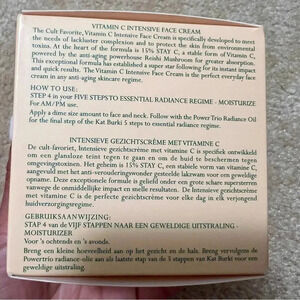 VITAMIN C INTENSIVE FACE CREAM
The Cult Favorite, Vitamin C Intensive Face Cream is specifically developed to meet
the needs of lackluster complexion and to protect the skin from environmental
toxins. At the heart of the formula is 15% STAY C, a stable form of Vitamin C,
powered by the anti-aging powerhouse Reishi Mushroom for greater absorption.
This exceptional formula has established a super star following for its instant impact
and quick results. The Vitamin C Intensive Face Cream is the perfect everyday face
cream in any anti-aging skincare regime.
HOW TO USE:
STEP 4 in your FIVE STEPS TO ESSENTIAL RADIANCE REGIME - MOISTURIZE
For AM/PM use.
Apply a dime size amount to face and neck. Follow with the PowerTrio Radiance Oil
for the final step of the Kat Burki 5 step essential radiance regime.
INTENSIEVE GEZICHTSCRÈME MET VITAMINE C
De cult-favoriet, Intensieve gezichtscrème met vitamine C is specifiek ontwikkeld
om een glansloze teint tegen te gaan en om de huid te beschermen tegen
omgevingstoxinen. Het geheim is 15% STAY C, een stabiele vorm van vitamine C,
aangevuld met het anti-verouderingswonder gesteelde lakzwam voor een grotere
opname. Deze exceptionele formule is geliefd onder een grote schare supersterren
vanwege de onmiddellijke impact en de snelle resultaten. De Intensieve gezichtscrème
met vitamine C is de perfecte gezichtscrème voor elke dag in elk verjongend
huidverzorgingsregime.
GEBRUIKSAANWIJZING:
STAP 4 van de VIJF STAPPEN NAAR EEN GEWELDIGE UITSTRALING -
MOISTURIZER
Voor 's ochtends en 's avonds.
Breng een kleine hoeveelheid aan op het gezicht en de hals. Breng vervolgens de
Powertrio radiance-olie aan als laatste stap van de 5 stappen van Kat Burki voor een
geweldige uitstraling.